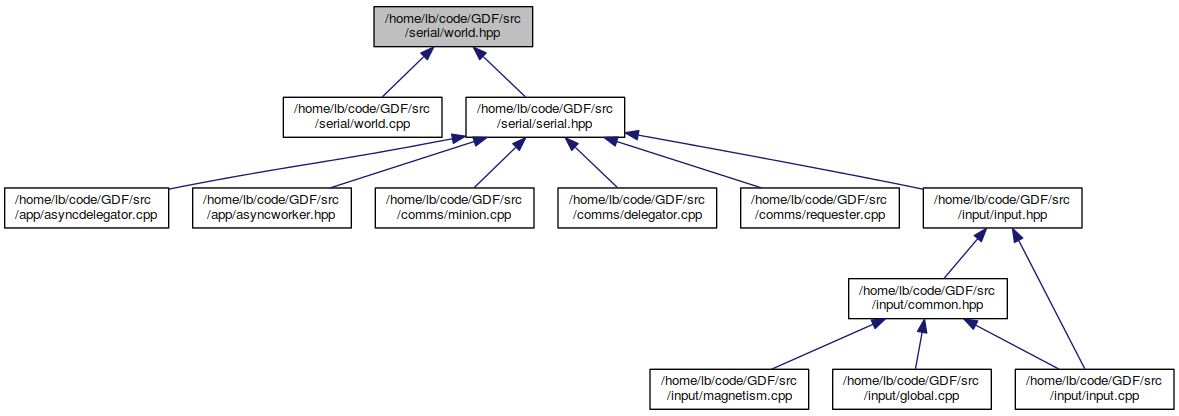 /home/lb/code/GDF/src
/serial/world.hpp
/home/lb/code/GDF/src
/serial/world.cpp
/home/lb/code/GDF/src
/serial/serial.hpp
/home/lb/code/GDF/src
/app/asyncdelegator.cpp
/home/lb/code/GDF/src
/app/asyncworker.hpp
/home/lb/code/GDF/src
/comms/minion.cpp
/home/lb/code/GDF/src
/comms/delegator.cpp
/home/lb/code/GDF/src
/comms/requester.cpp
/home/lb/code/GDF/src
/input/input.hpp
/home/lb/code/GDF/src
/input/common.hpp
/home/lb/code/GDF/src
/input/magnetism.cpp
/home/lb/code/GDF/src
/input/global.cpp
/home/lb/code/GDF/src
/input/input.cpp